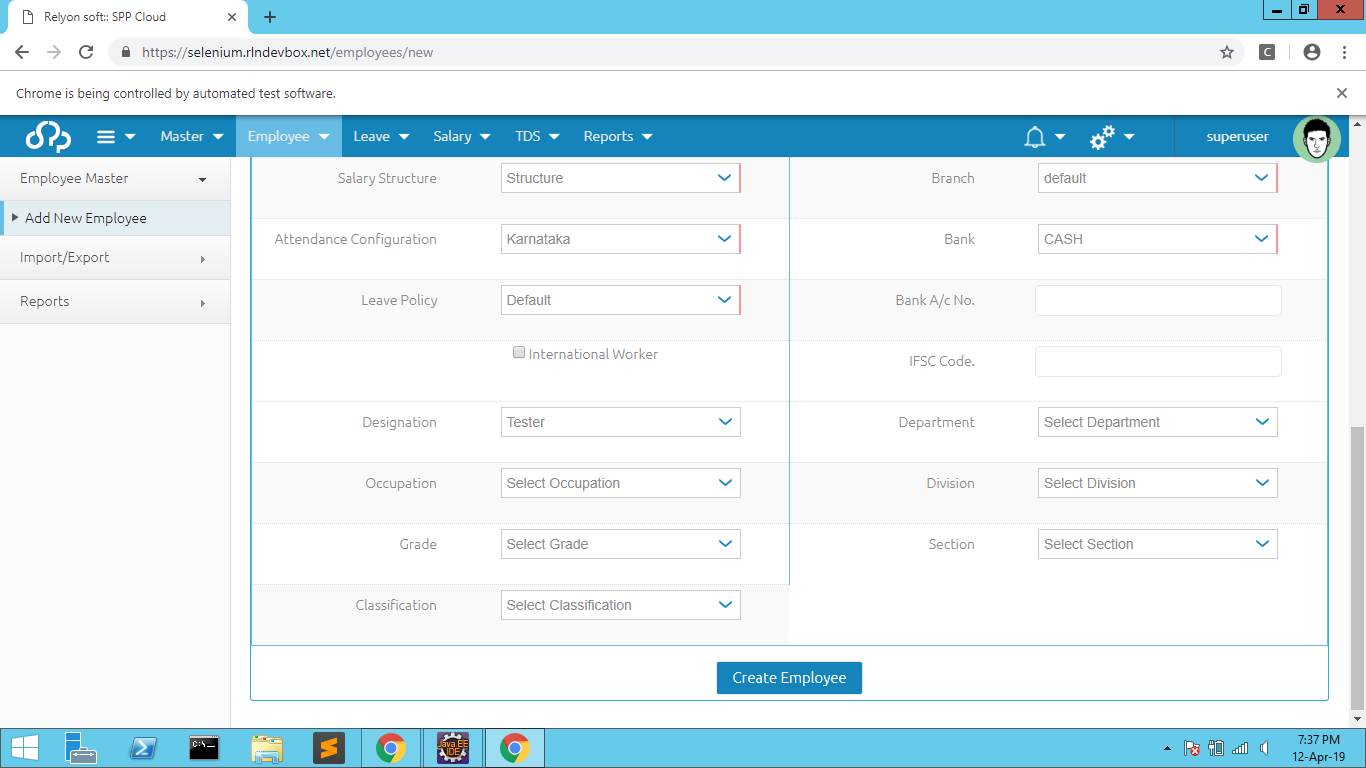 Relyon soft:: SPP Cloud
https://selenium.rlndevbox.net/employees/new
C
Chrome is being controlled by automated test software.
Master Employee Leave Salary TDS Reports superuser
Employee Master
Add New Employee
Import/Export
Reports
Salary Structure Structure Branch default
Attendance Configuration Karnataka Bank CASH
Leave Policy Default Bank A/c No.
International Worker IFSC Code.
Designation Tester Department Select Department
Occupation Select Occupation Division Select Division
Grade Select Grade Section Select Section
Classification Select Classification
Create Employee
Java EE
IDE
7:37 PM
12-Apr-19